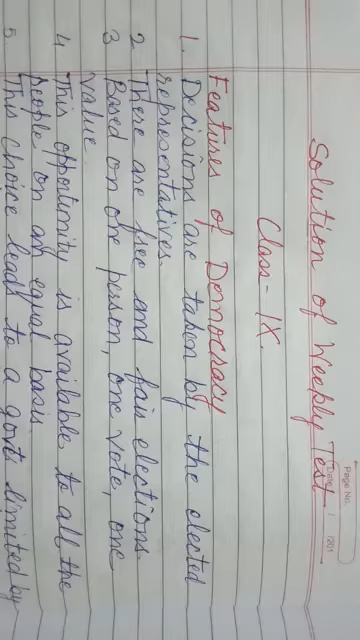 Page No.
Date / /201
Solution of Weekly Test
Class - IX.
Features of Democracy
1. Decisions are taken by the elected
representatives.
2 There are free and fair elections
3 Based on one person, one vote, one
value
4 This opportunity is available to all the
people on an equal basis.
5. This choice leads to a govt limited by